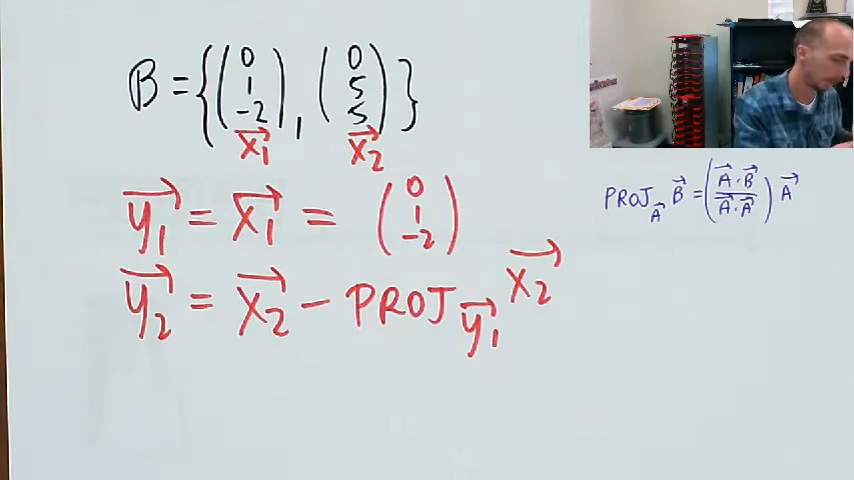 B = {(0 1 -2), (0 5 5)}
x₁ x₂
y₁ = x₁ = (0 1 -2)
y₂ = x₂ - PROJ y₁ x₂
PROJ A B = (A · B / A · A) A